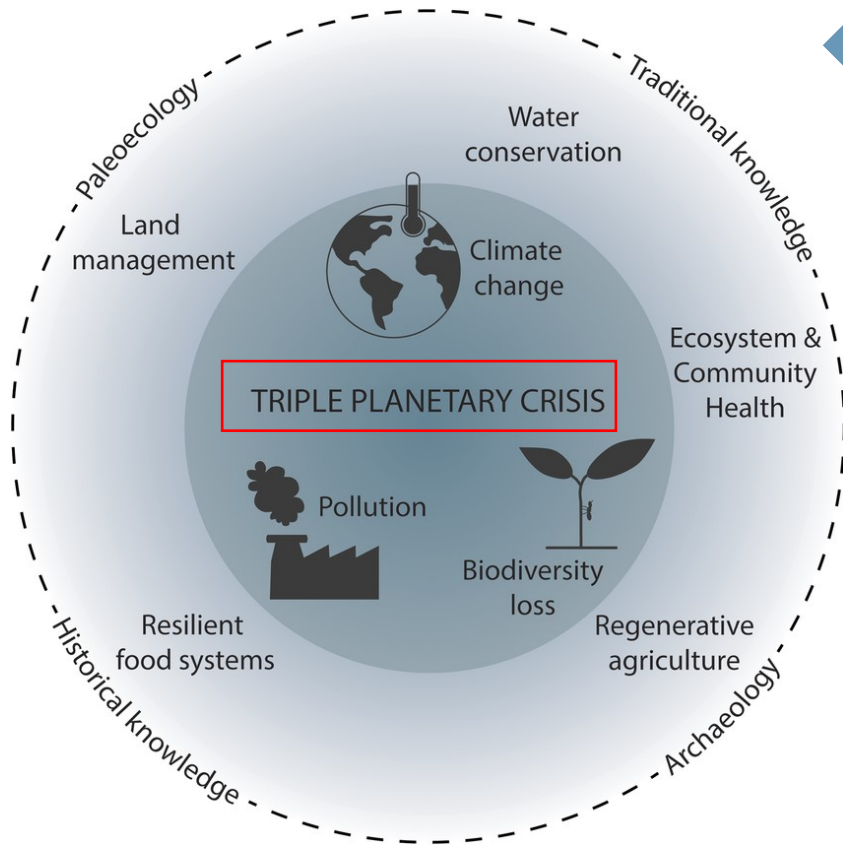 Paleoecology
Traditional knowledge
Water
conservation
Land
management
Climate
change
Ecosystem &
Community
Health
TRIPLE PLANETARY CRISIS
Pollution
Biodiversity
loss
Resilient
food systems
Regenerative
agriculture
Historical knowledge
Archaeology